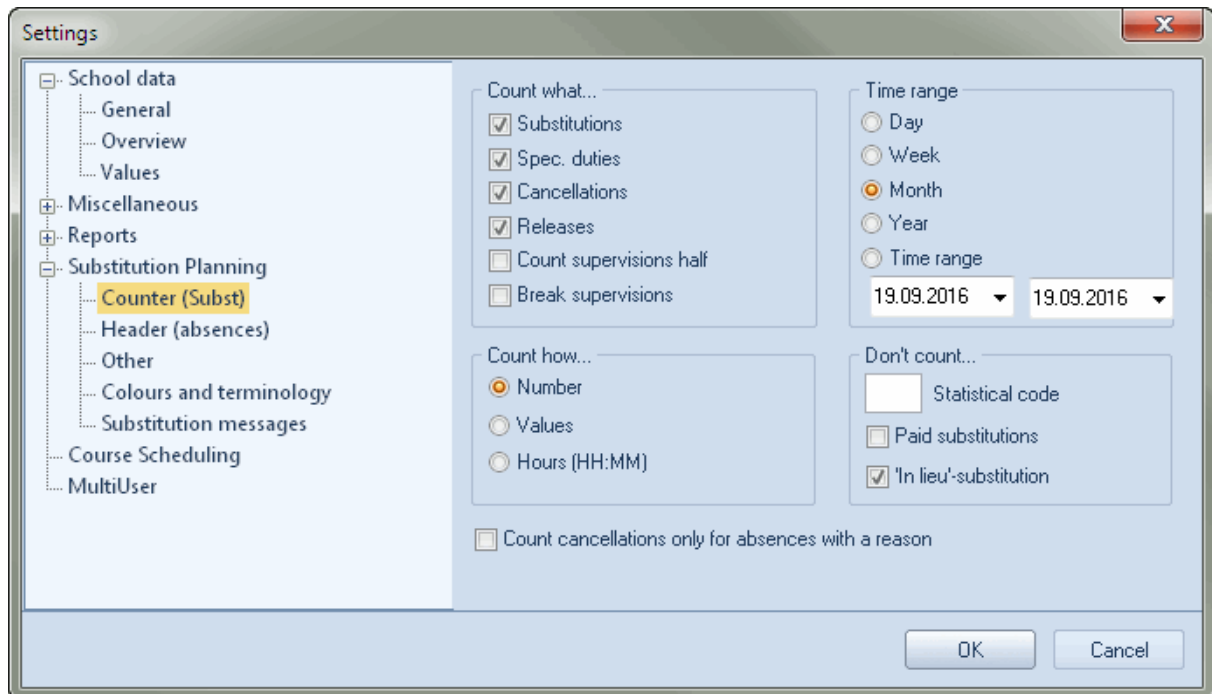 Settings
School data
General
Overview
Values
Miscellaneous
Reports
Substitution Planning
Counter (Subst)
Header (absences)
Other
Colours and terminology
Substitution messages
Course Scheduling
MultiUser
Count what...
Substitutions
Spec. duties
Cancellations
Releases
Count supervisions half
Break supervisions
Time range
Day
Week
Month
Year
Time range
19.09.2016 19.09.2016
Count how...
Number
Values
Hours (HH:MM)
Don't count...
Statistical code
Paid substitutions
'In lieu'-substitution
Count cancellations only for absences with a reason
OK Cancel